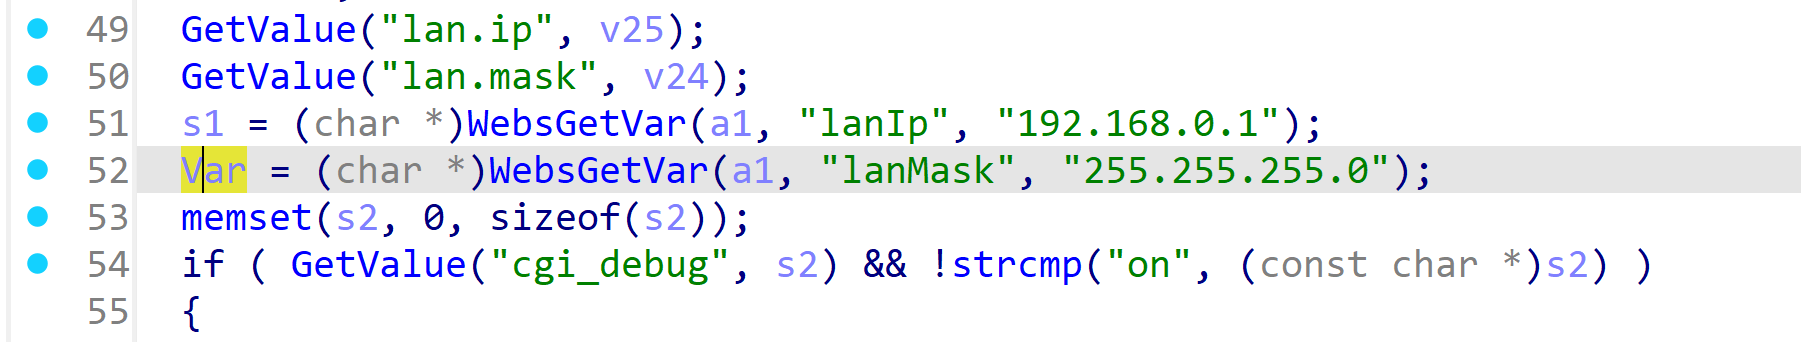 49 GetValue("lan.ip", v25);
50 GetValue("lan.mask", v24);
51 s1 = (char *)WebsGetVar(a1, "lanIp", "192.168.0.1");
52 Var = (char *)WebsGetVar(a1, "lanMask", "255.255.255.0");
53 memset(s2, 0, sizeof(s2));
54 if ( GetValue("cgi_debug", s2) && !strcmp("on", (const char *)s2) )
55 {